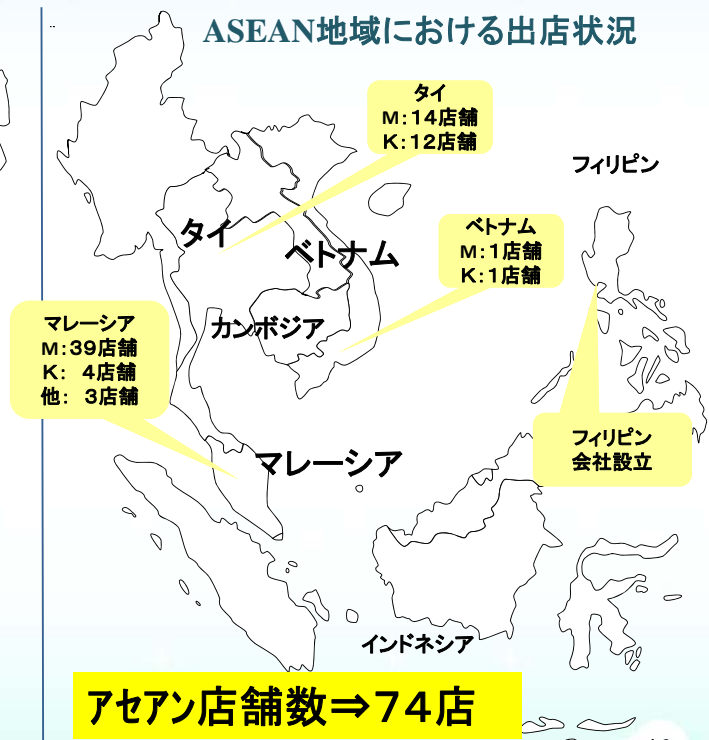 ASEAN地域における出店状況
タイ
M:14店舗
K:12店舗
フィリピン
タイ
ベトナム
ベトナム
M:1店舗
K:1店舗
マレーシア
M:39店舗
K: 4店舗
他: 3店舗
カンボジア
フィリピン
会社設立
マレーシア
インドネシア
アセアン店舗数⇒74店